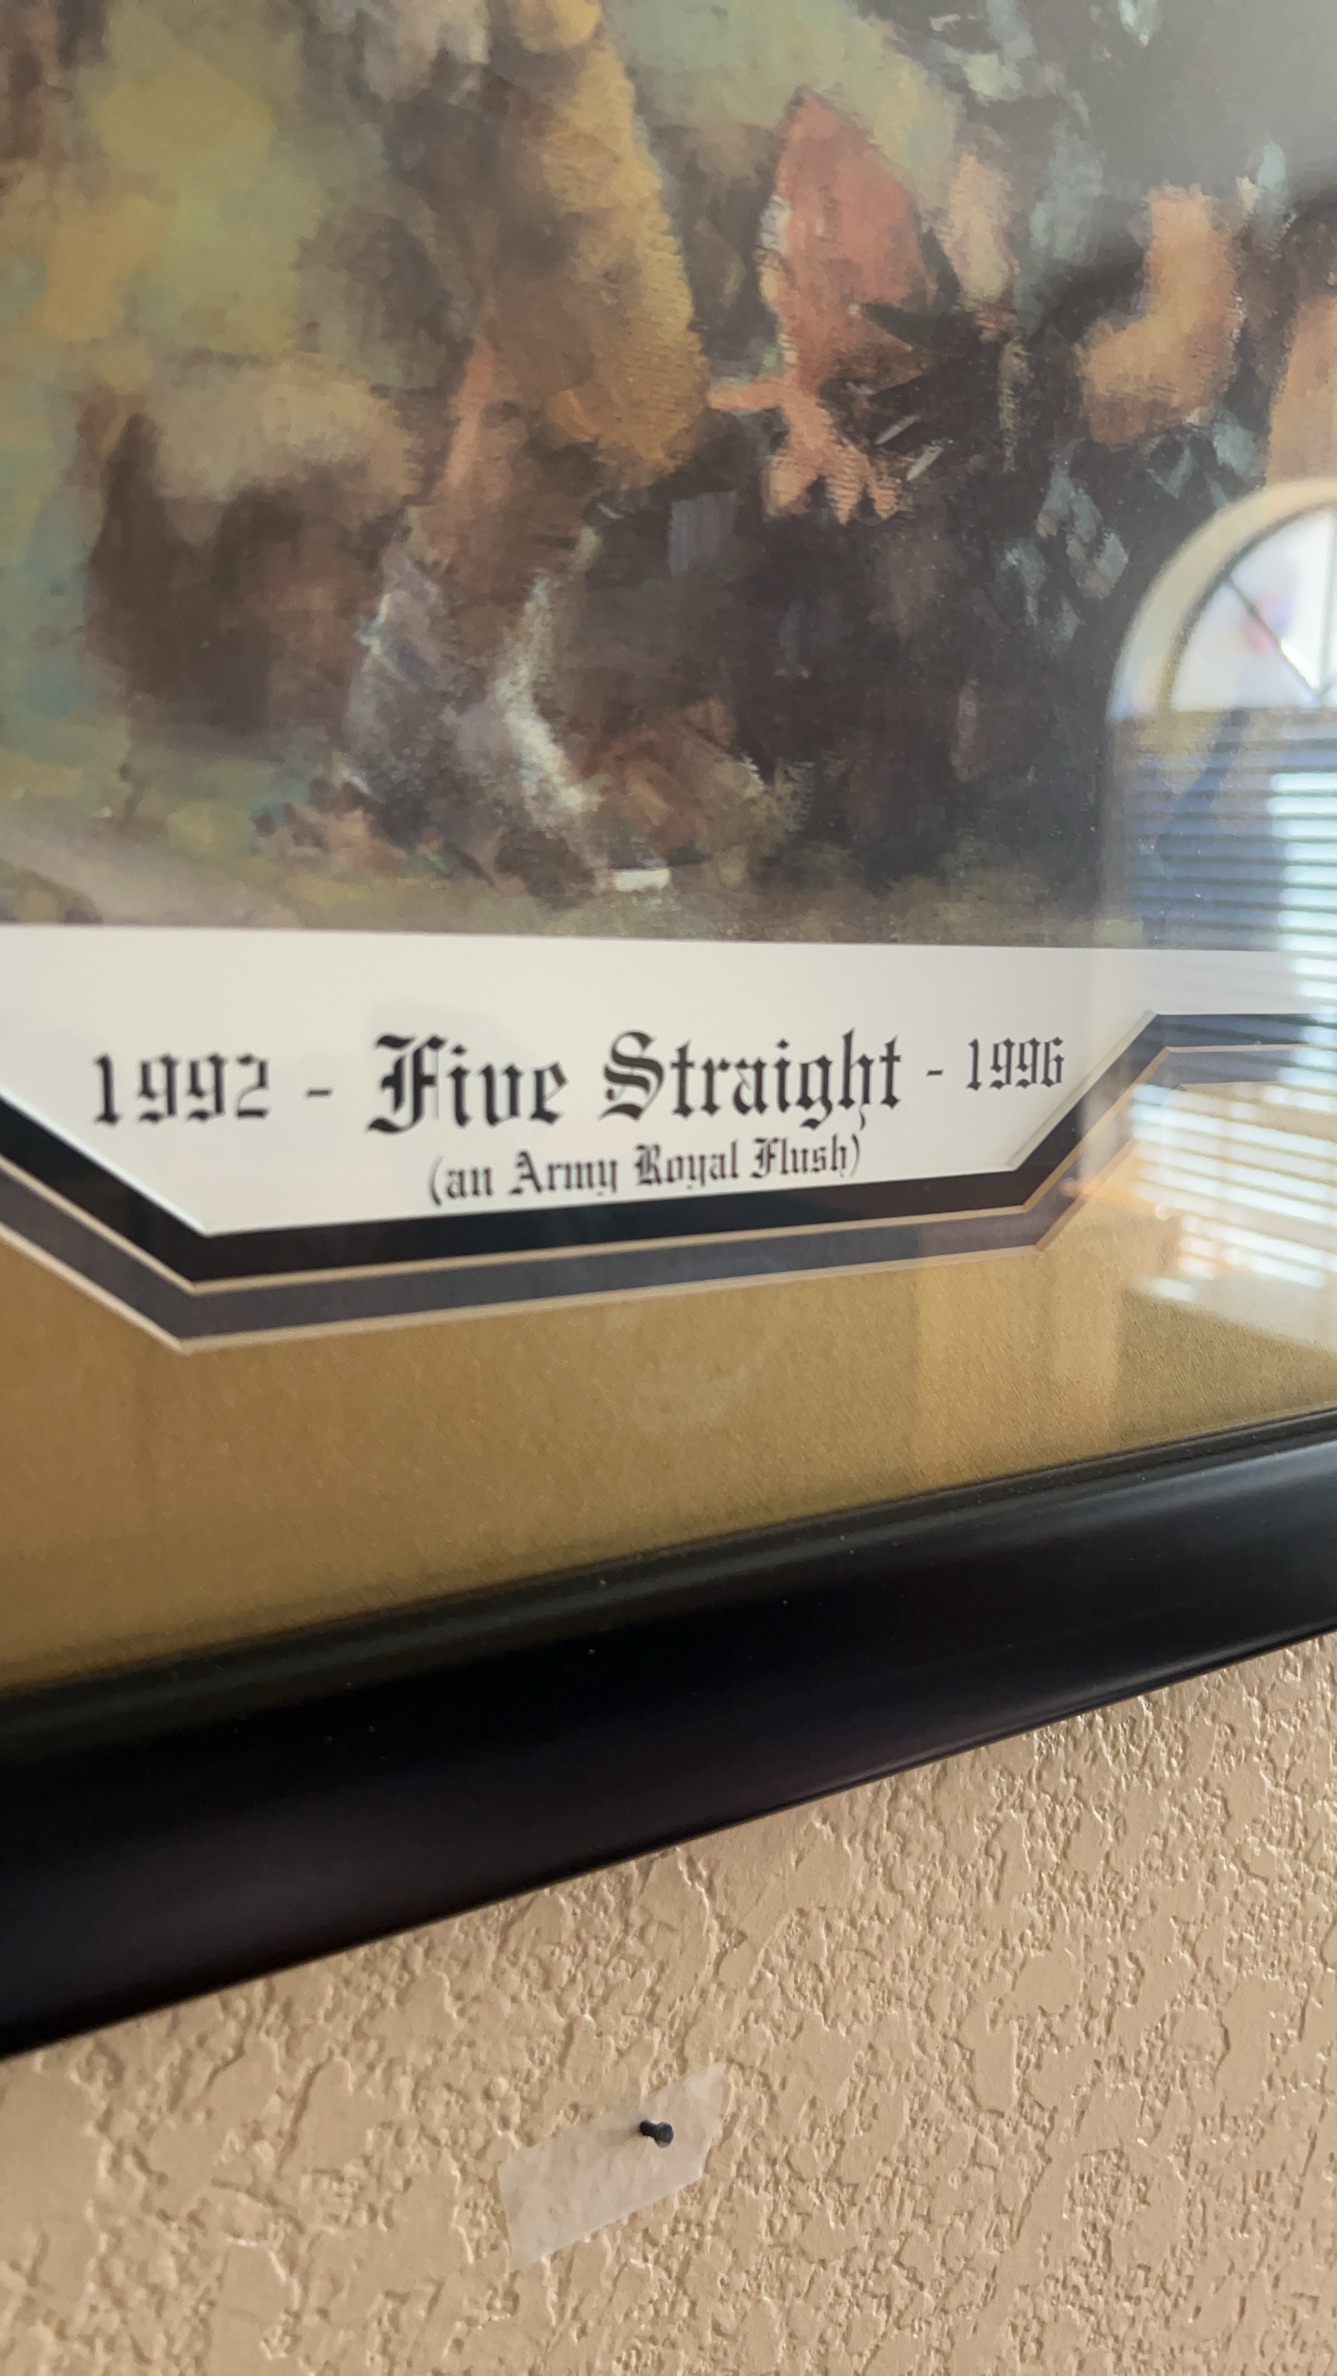 1992 - Five Straight - 1996
(an Army Royal Flush)